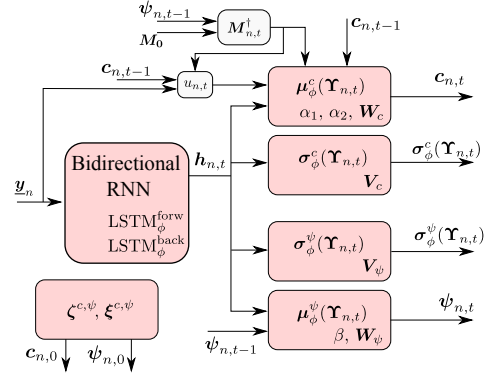 ψ_{n,t−1}
M_0
M^†_{n,t}
c_{n,t−1}
c_{n,t−1}
u_{n,t}
μ^c_ϕ(Υ_{n,t})
α_1, α_2, W_c
c_{n,t}
y_n
Bidirectional
RNN
LSTM^{forw}_ϕ
LSTM^{back}_ϕ
h_{n,t}
σ^c_ϕ(Υ_{n,t})
V_c
σ^c_ϕ(Υ_{n,t})
σ^ψ_ϕ(Υ_{n,t})
V_ψ
σ^ψ_ϕ(Υ_{n,t})
ζ^{c,ψ}, ξ^{c,ψ}
c_{n,0}
ψ_{n,0}
μ^ψ_ϕ(Υ_{n,t})
β, W_ψ
ψ_{n,t}
ψ_{n,t−1}